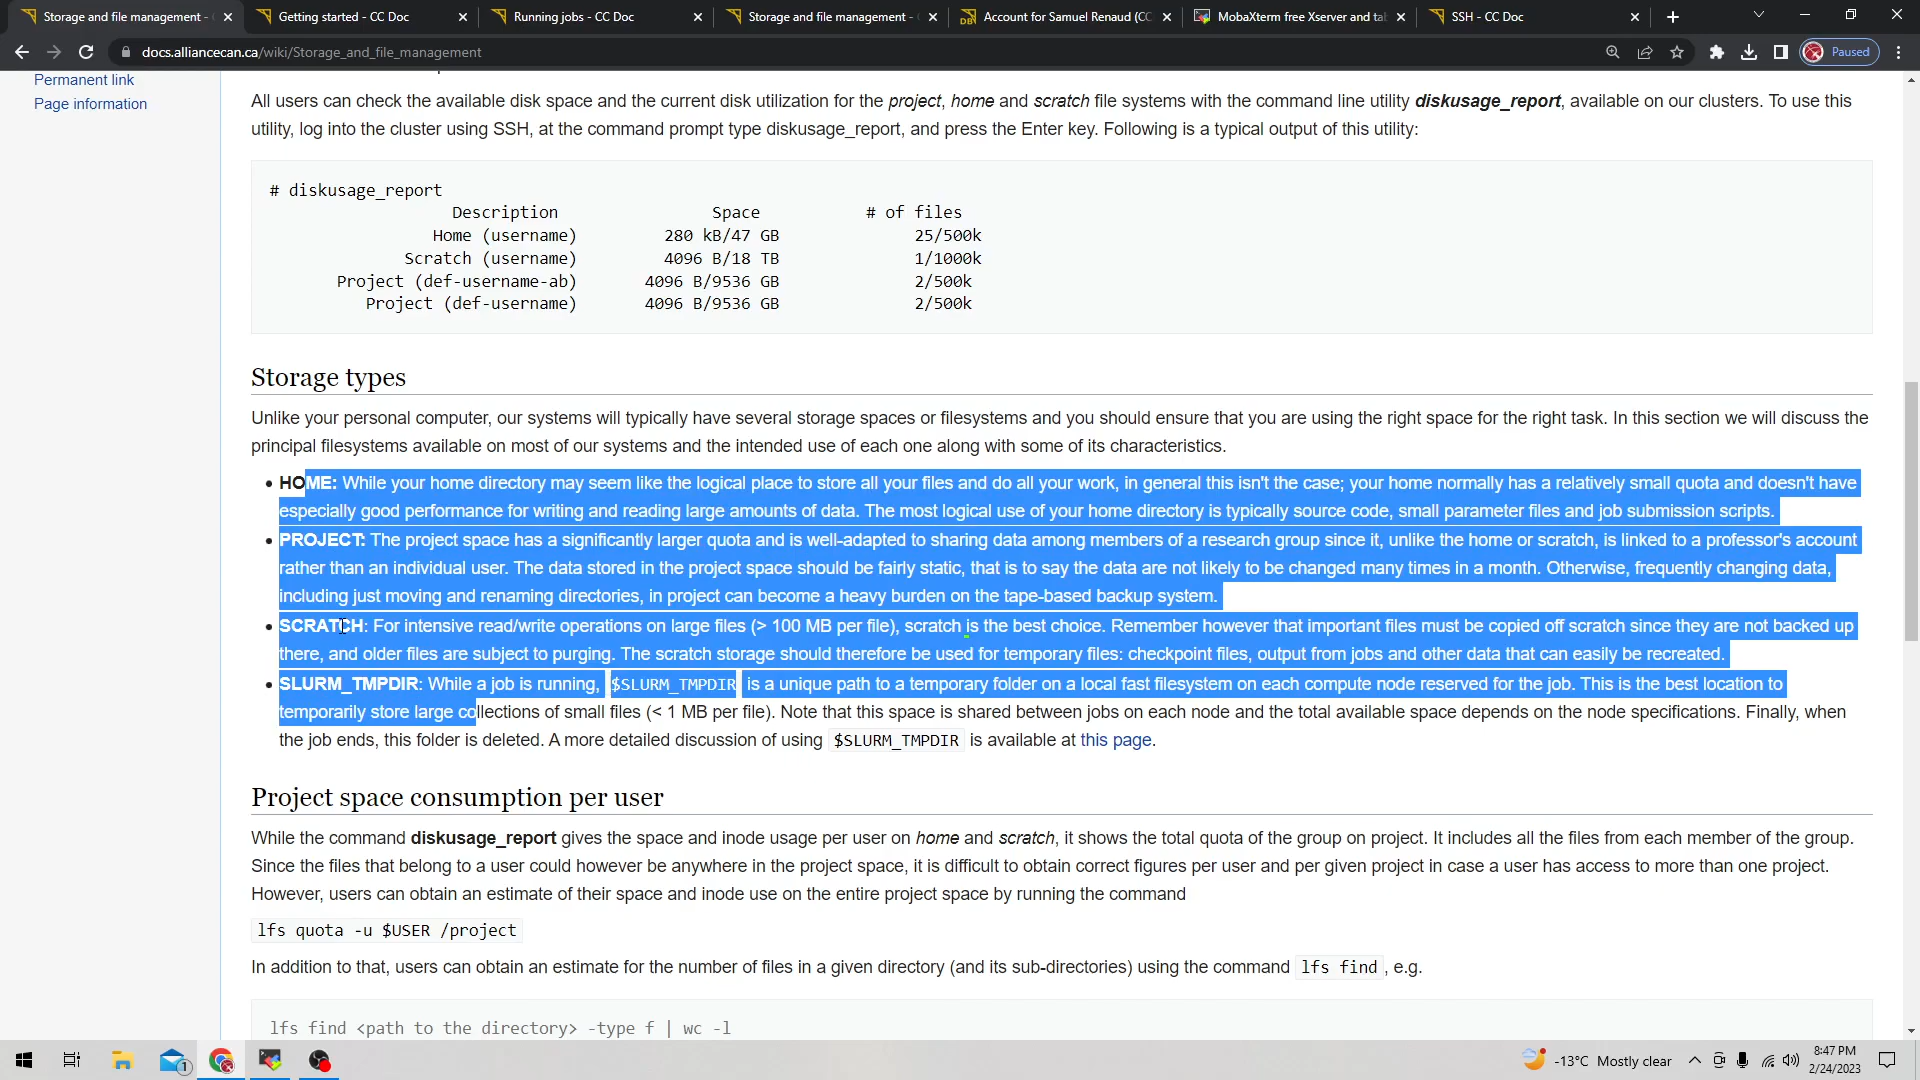 Storage and file management -
Getting started - CC Doc
Running jobs - CC Doc
Storage and file management -
Account for Samuel Renaud (CC
MobaXterm free Xserver and tab
SSH - CC Doc
docs.alliancecan.ca/wiki/Storage_and_file_management
Paused
Permanent link
Page information
All users can check the available disk space and the current disk utilization for the project, home and scratch file systems with the command line utility diskusage_report, available on our clusters. To use this
utility, log into the cluster using SSH, at the command prompt type diskusage_report, and press the Enter key. Following is a typical output of this utility:
# diskusage_report
Description Space # of files
Home (username) 280 kB/47 GB 25/500k
Scratch (username) 4096 B/18 TB 1/1000k
Project (def-username-ab) 4096 B/9536 GB 2/500k
Project (def-username) 4096 B/9536 GB 2/500k
Storage types
Unlike your personal computer, our systems will typically have several storage spaces or filesystems and you should ensure that you are using the right space for the right task. In this section we will discuss the
principal filesystems available on most of our systems and the intended use of each one along with some of its characteristics.
• HOME: While your home directory may seem like the logical place to store all your files and do all your work, in general this isn't the case; your home normally has a relatively small quota and doesn't have
especially good performance for writing and reading large amounts of data. The most logical use of your home directory is typically source code, small parameter files and job submission scripts.
• PROJECT: The project space has a significantly larger quota and is well-adapted to sharing data among members of a research group since it, unlike the home or scratch, is linked to a professor's account
rather than an individual user. The data stored in the project space should be fairly static, that is to say the data are not likely to be changed many times in a month. Otherwise, frequently changing data,
including just moving and renaming directories, in project can become a heavy burden on the tape-based backup system.
• SCRATCH: For intensive read/write operations on large files (> 100 MB per file), scratch is the best choice. Remember however that important files must be copied off scratch since they are not backed up
there, and older files are subject to purging. The scratch storage should therefore be used for temporary files: checkpoint files, output from jobs and other data that can easily be recreated.
• SLURM_TMPDIR: While a job is running, $SLURM_TMPDIR is a unique path to a temporary folder on a local fast filesystem on each compute node reserved for the job. This is the best location to
temporarily store large collections of small files (< 1 MB per file). Note that this space is shared between jobs on each node and the total available space depends on the node specifications. Finally, when
the job ends, this folder is deleted. A more detailed discussion of using $SLURM_TMPDIR is available at this page.
Project space consumption per user
While the command diskusage_report gives the space and inode usage per user on home and scratch, it shows the total quota of the group on project. It includes all the files from each member of the group.
Since the files that belong to a user could however be anywhere in the project space, it is difficult to obtain correct figures per user and per given project in case a user has access to more than one project.
However, users can obtain an estimate of their space and inode use on the entire project space by running the command
lfs quota -u $USER /project
In addition to that, users can obtain an estimate for the number of files in a given directory (and its sub-directories) using the command lfs find, e.g.
lfs find <path to the directory> -type f | wc -l
1
-13°C Mostly clear
8:47 PM
2/24/2023